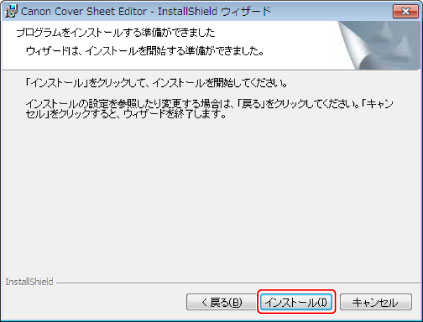 Canon Cover Sheet Editor - InstallShield ウィザード
プログラムをインストールする準備ができました
ウィザードは、インストールを開始する準備ができました。
「インストール」をクリックして、インストールを開始してください。
インストールの設定を参照したり変更する場合は、「戻る」をクリックしてください。「キャン
セル」をクリックすると、ウィザードを終了します。
InstallShield
< 戻る(B) インストール(I) キャンセル